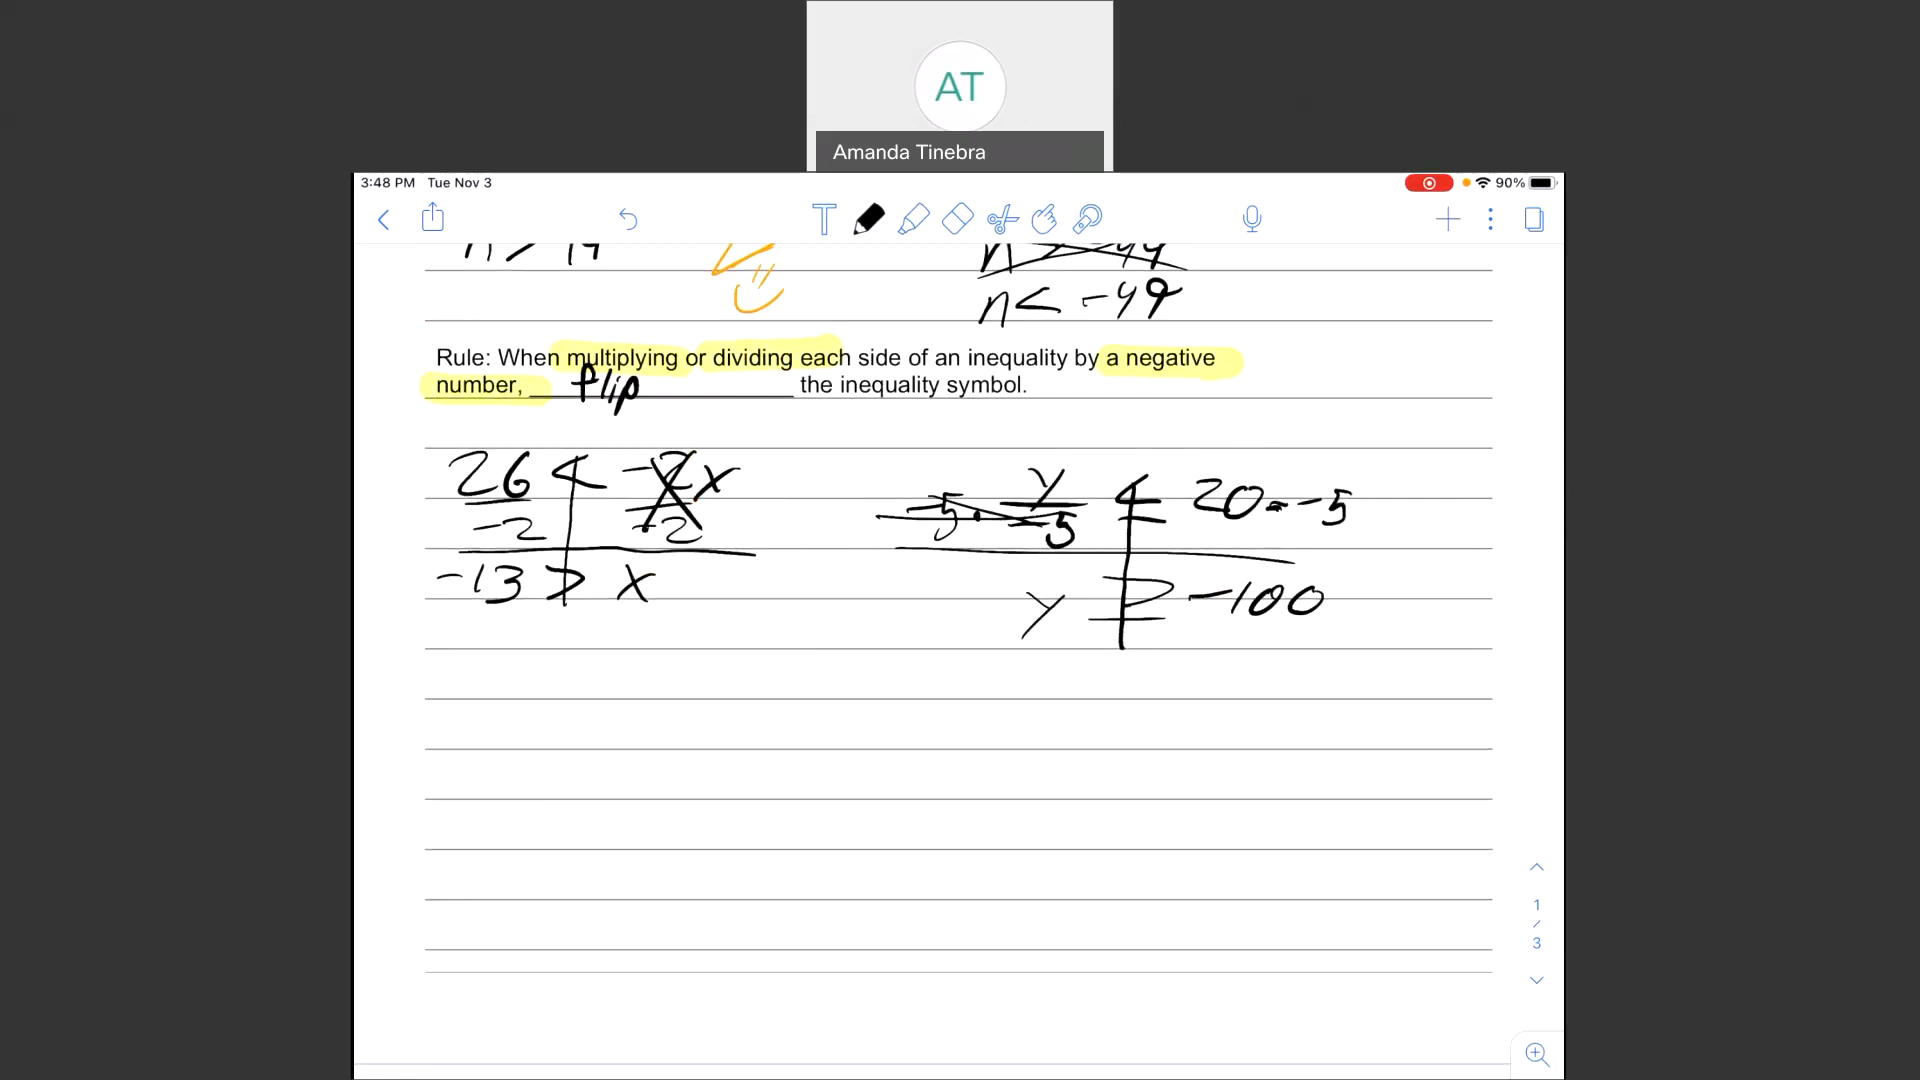 AT
Amanda Tinebra
3:48 PM Tue Nov 3
90%
T
n < -49
Rule: When multiplying or dividing each side of an inequality by a negative
number, flip the inequality symbol.
26 < -2x
-2 -2
-13 > x
-5 · y/-5 ≤ 20 · -5
y ≥ -100
1
/
3